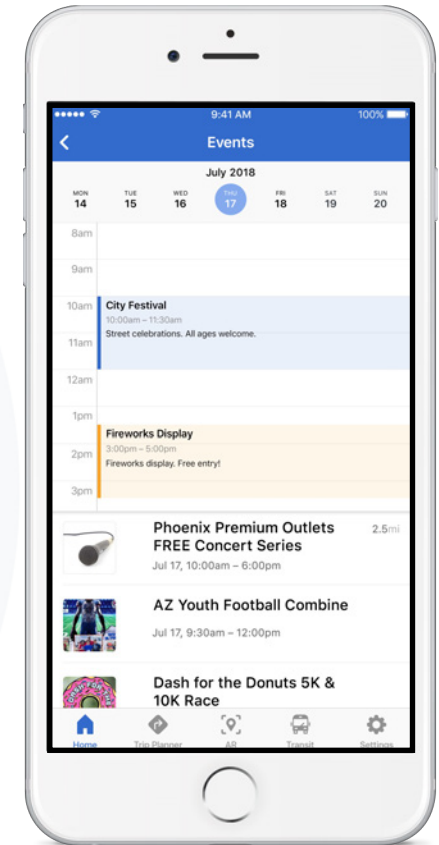 9:41 AM 100%
Events
July 2018
MON TUE WED THU FRI SAT SUN
14 15 16 17 18 19 20
8am
9am
10am
City Festival
10:00am – 11:30am
Street celebrations. All ages welcome.
11am
12am
1pm
Fireworks Display
3:00pm – 5:00pm
2pm
Fireworks display. Free entry!
3pm
Phoenix Premium Outlets 2.5mi
FREE Concert Series
Jul 17, 10:00am – 6:00pm
AZ Youth Football Combine
Jul 17, 9:30am – 12:00pm
Dash for the Donuts 5K &
10K Race
Home Trip Planner AR Transit Settings